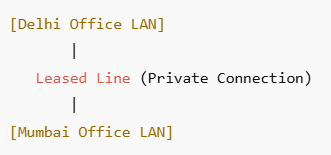 [Delhi Office LAN]
|
Leased Line (Private Connection)
|
[Mumbai Office LAN]